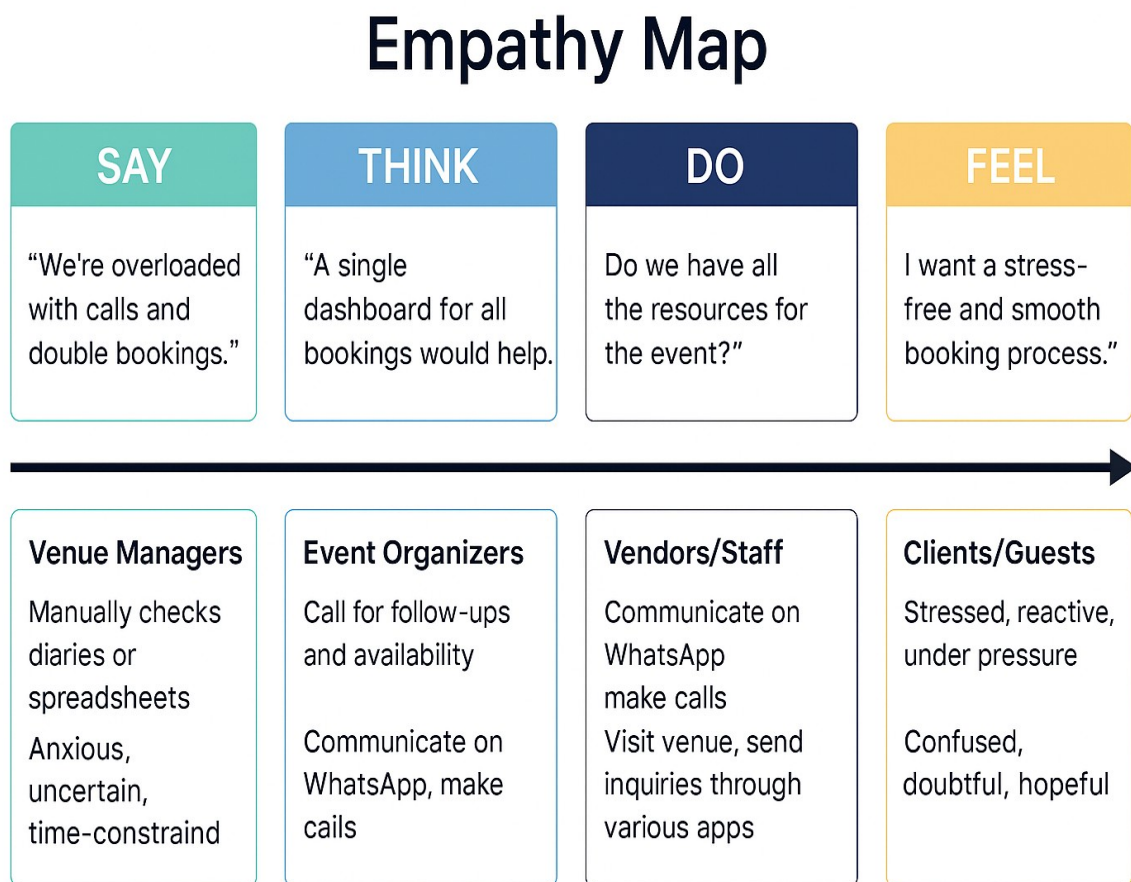 Empathy Map
SAY
“We're overloaded
with calls and
double bookings.”
THINK
“A single
dashboard for all
bookings would help.
DO
Do we have all
the resources for
the event?”
FEEL
I want a stress-
free and smooth
booking process.”
Venue Managers
Manually checks
diaries or
spreadsheets
Anxious,
uncertain,
time-constraind
Event Organizers
Call for follow-ups
and availability
Communicate on
WhatsApp, make
cails
Vendors/Staff
Communicate on
WhatsApp
make calls
Visit venue, send
inquiries through
various apps
Clients/Guests
Stressed, reactive,
under pressure
Confused,
doubtful, hopeful